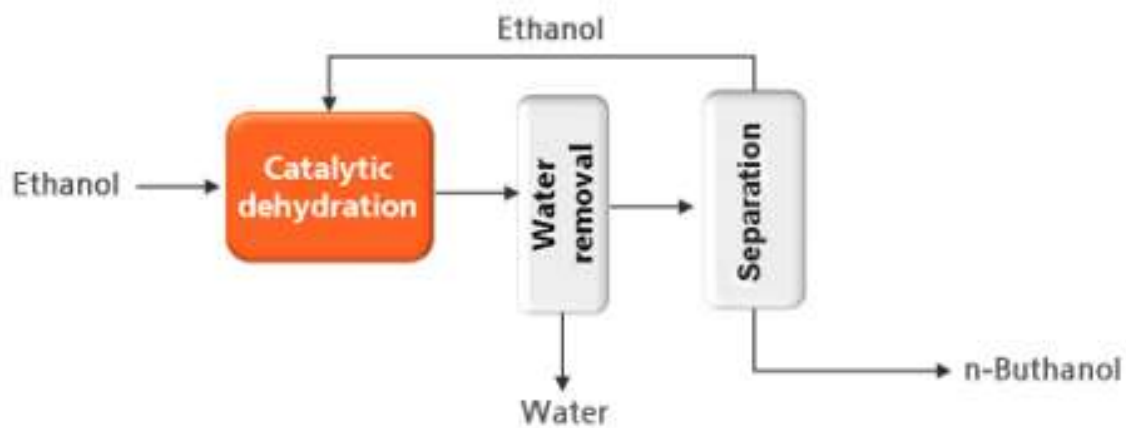 Ethanol
Ethanol
Catalytic
dehydration
Water
removal
Separation
n-Buthanol
Water